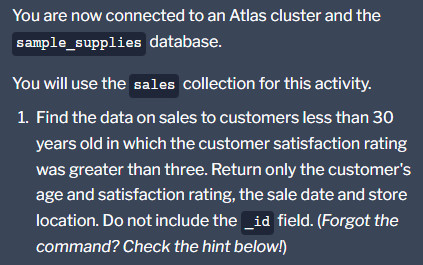 You are now connected to an Atlas cluster and the
sample_supplies database.
You will use the sales collection for this activity.
1. Find the data on sales to customers less than 30
years old in which the customer satisfaction rating
was greater than three. Return only the customer's
age and satisfaction rating, the sale date and store
location. Do not include the _id field. (Forgot the
command? Check the hint below!)